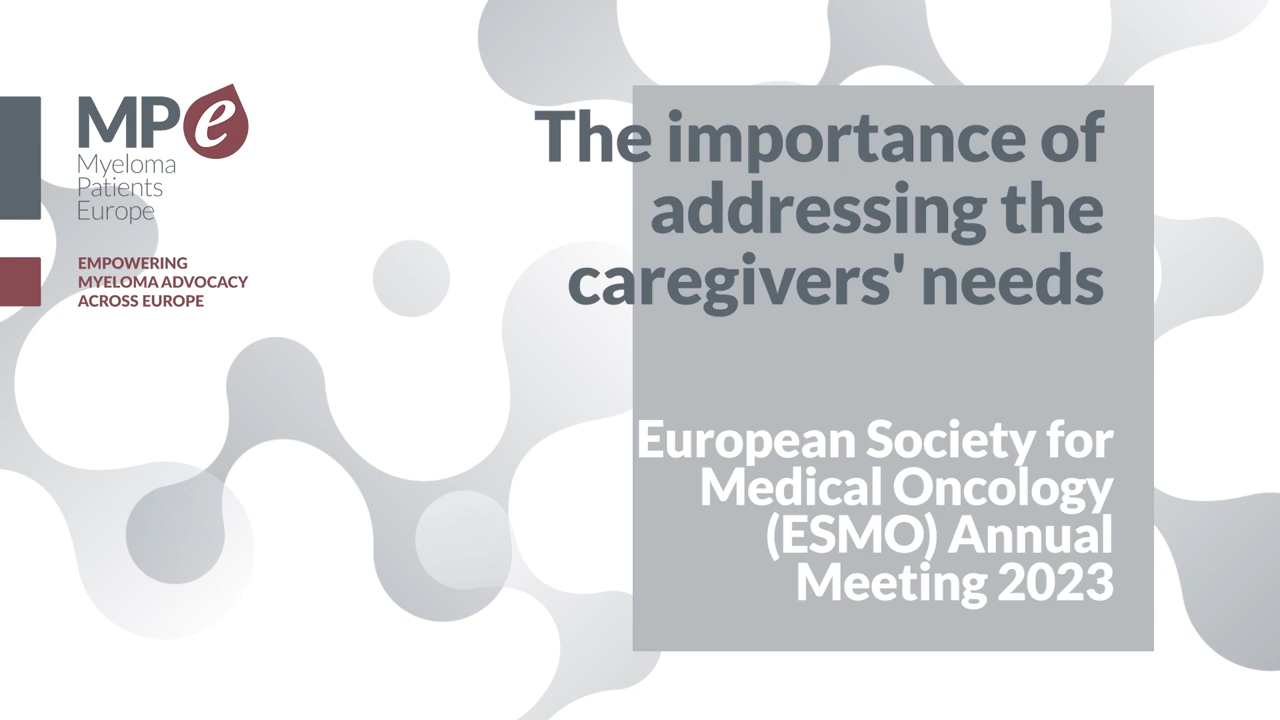 MPe
Myeloma
Patients
Europe
EMPOWERING
MYELOMA ADVOCACY
ACROSS EUROPE
The importance of
addressing the
caregivers' needs
European Society for
Medical Oncology
(ESMO) Annual
Meeting 2023